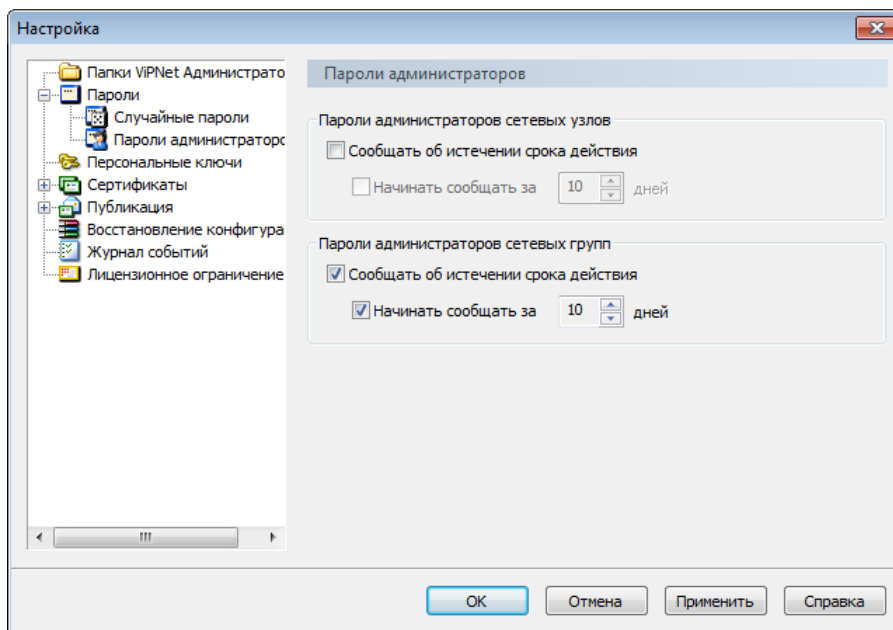 Настройка
Папки ViPNet Администрато
Пароли
Случайные пароли
Пароли администраторс
Персональные ключи
Сертификаты
Публикация
Восстановление конфигура
Журнал событий
Лицензионное ограничение
Пароли администраторов
Пароли администраторов сетевых узлов
Сообщать об истечении срока действия
Начинать сообщать за 10 дней
Пароли администраторов сетевых групп
Сообщать об истечении срока действия
Начинать сообщать за 10 дней
ОК Отмена Применить Справка